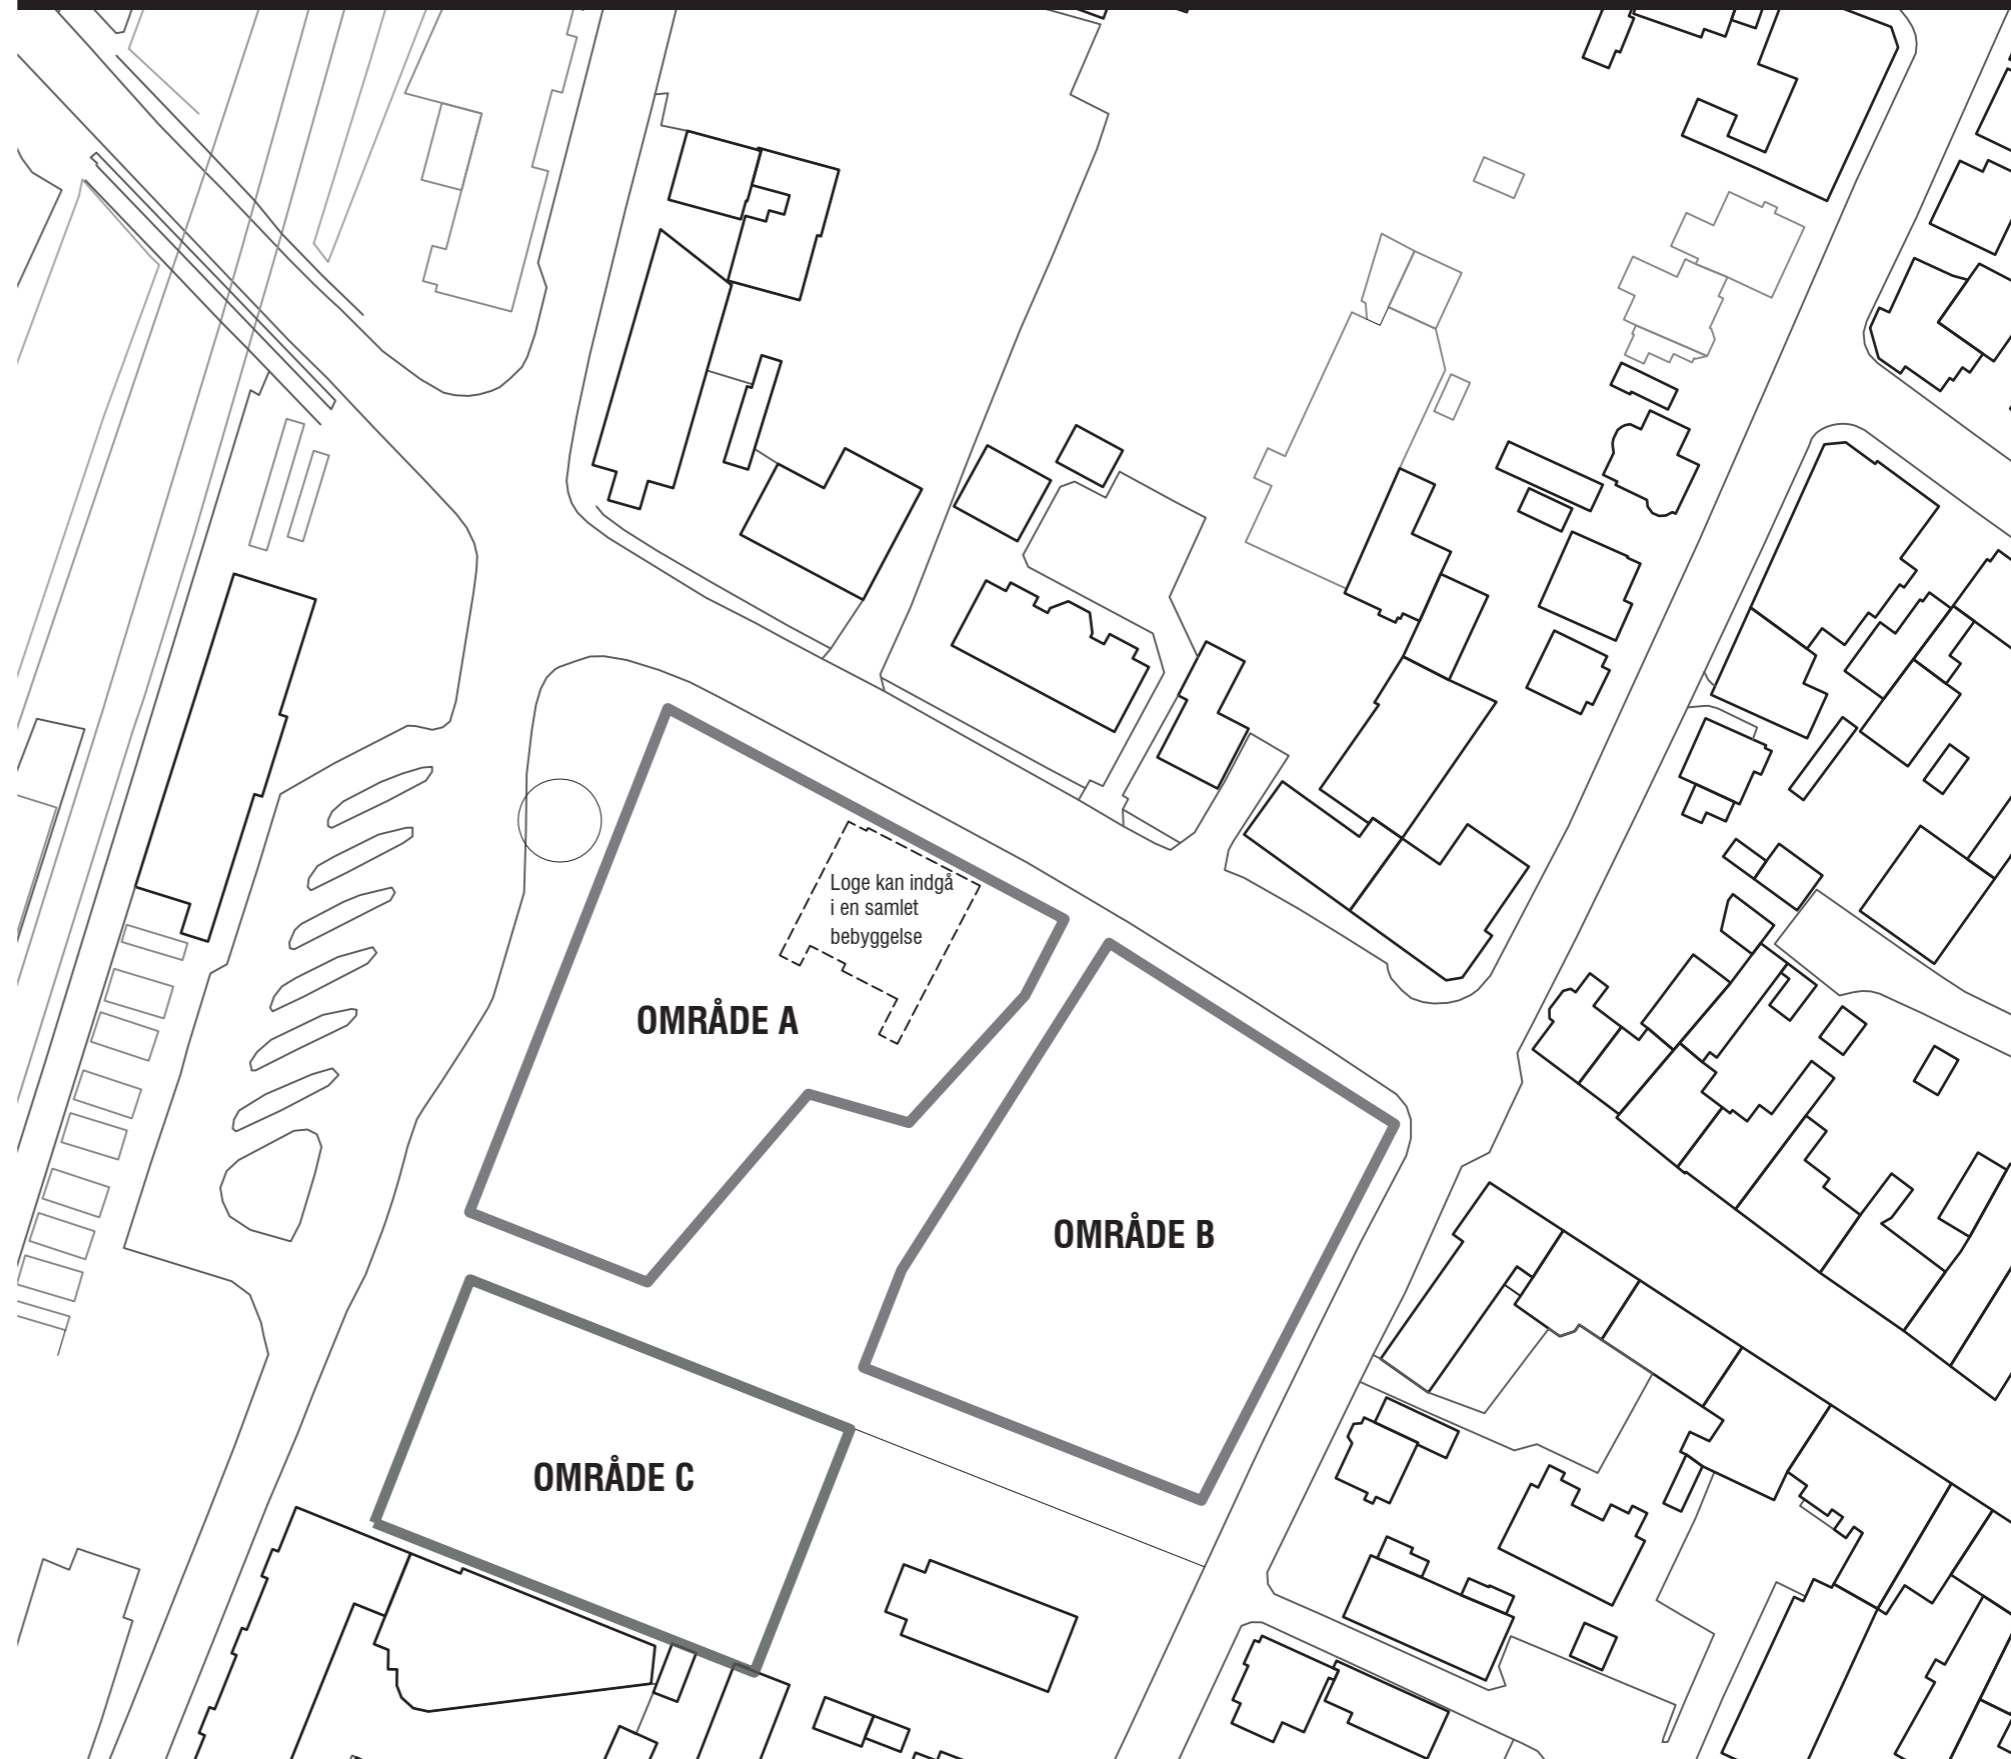 Loge kan indgå
i en samlet
bebyggelse
OMRÅDE A
OMRÅDE B
OMRÅDE C